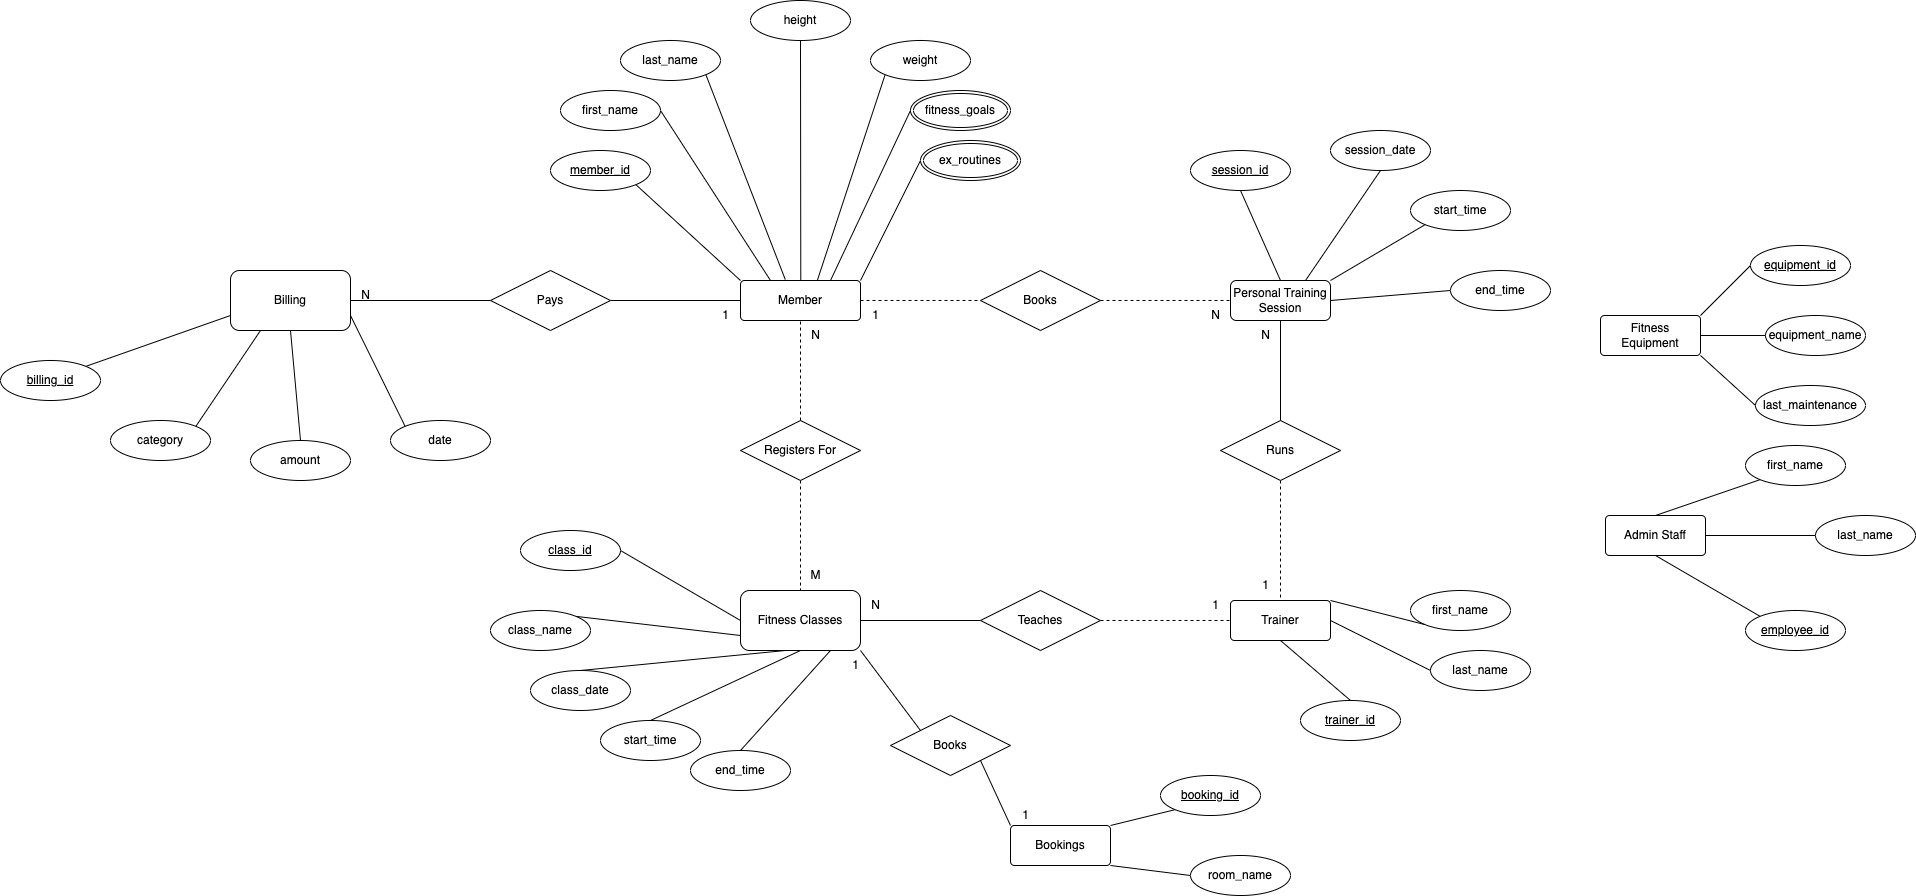 height
last_name
weight
first_name
fitness_goals
member_id
ex_routines
session_id
session_date
start_time
end_time
equipment_id
equipment_name
last_maintenance
Fitness
Equipment
Billing
N
Pays
1
Member
1
N
Books
N
Personal Training
Session
N
billing_id
category
amount
date
Registers For
Runs
first_name
last_name
Admin Staff
employee_id
class_id
class_name
class_date
start_time
end_time
M
Fitness Classes
N
1
Teaches
1
1
Trainer
first_name
last_name
trainer_id
Books
1
Bookings
booking_id
room_name